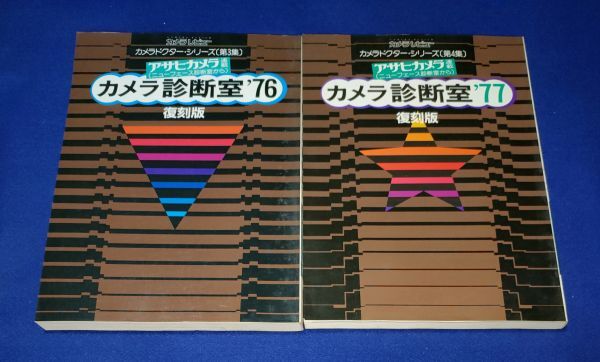 カメラレビュー
カメラドクター・シリーズ〔第3集〕
アサヒカメラ連載
(ニューフェース診断室から)
カメラ診断室'76
復刻版
カメラレビュー
カメラドクター・シリーズ〔第4集〕
アサヒカメラ連載
(ニューフェース診断室から)
カメラ診断室'77
復刻版